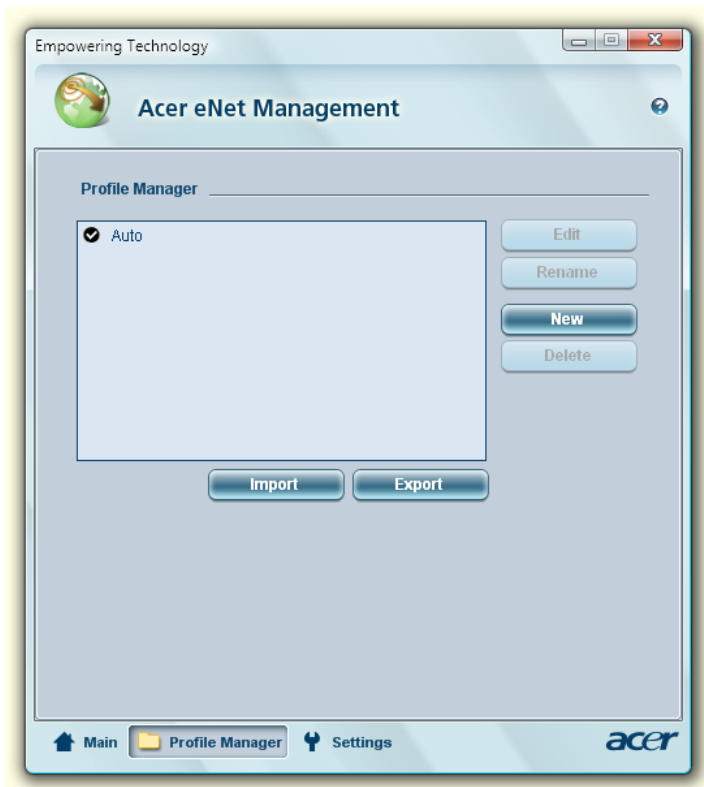 Empowering Technology
Acer eNet Management
Profile Manager
Auto
Edit
Rename
New
Delete
Import
Export
Main
Profile Manager
Settings
acer